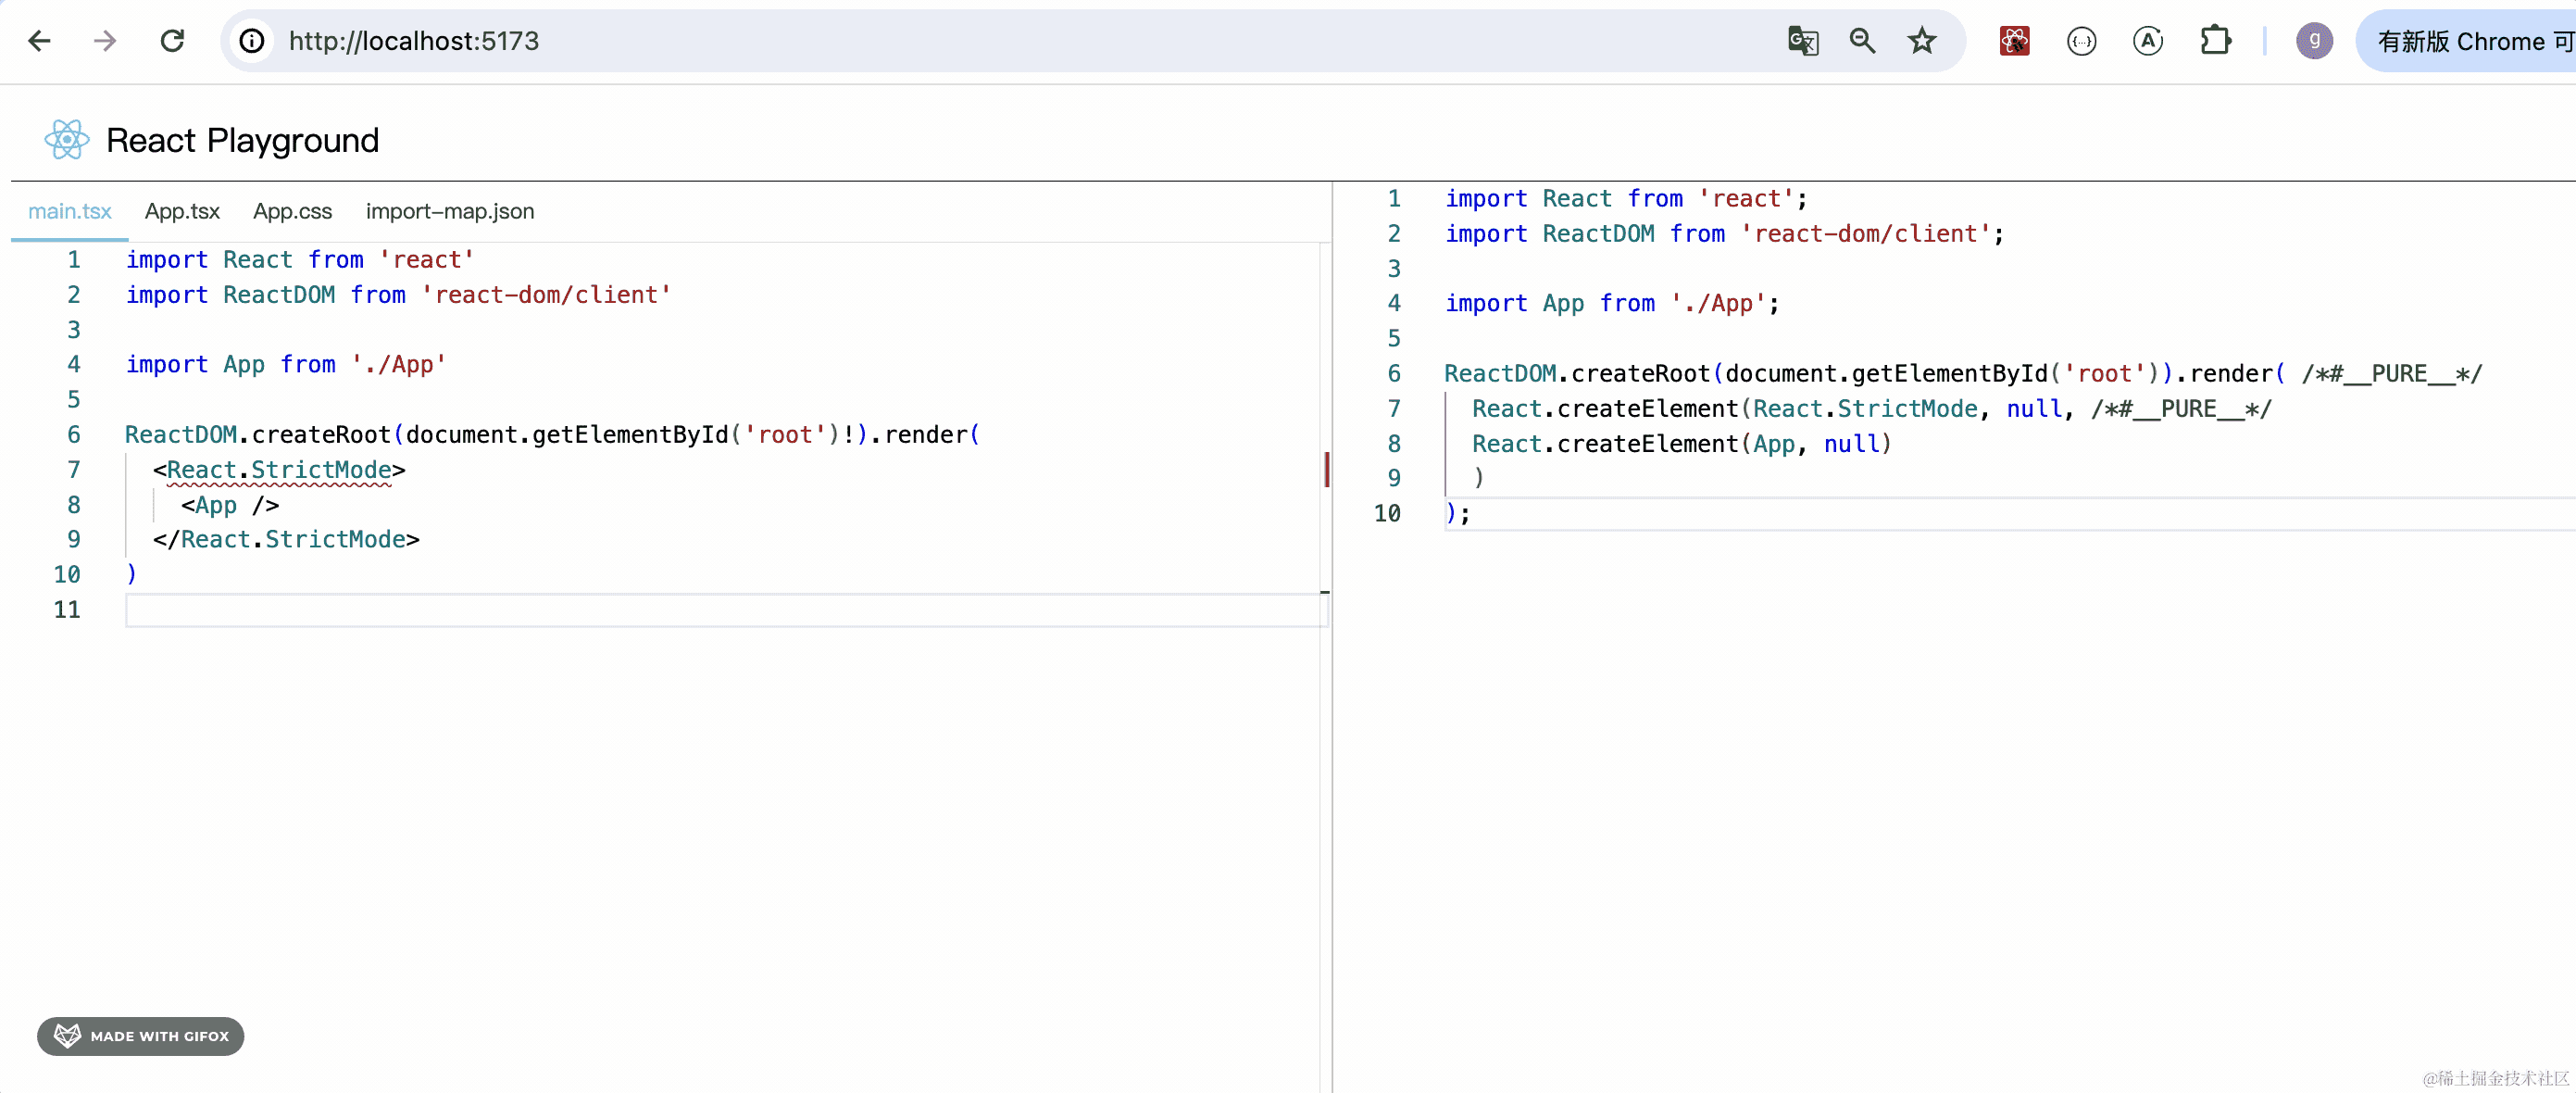 http://localhost:5173
g
有新版 Chrome 可
React Playground
main.tsx App.tsx App.css import-map.json
1 import React from 'react'
2 import ReactDOM from 'react-dom/client'
3
4 import App from './App'
5
6 ReactDOM.createRoot(document.getElementById('root')!).render(
7 <React.StrictMode>
8 <App />
9 </React.StrictMode>
10 )
11
1 import React from 'react';
2 import ReactDOM from 'react-dom/client';
3
4 import App from './App';
5
6 ReactDOM.createRoot(document.getElementById('root')).render( /*#__PURE__*/
7 React.createElement(React.StrictMode, null, /*#__PURE__*/
8 React.createElement(App, null)
9 )
10 );
MADE WITH GIFOX
@稀土掘金技术社区